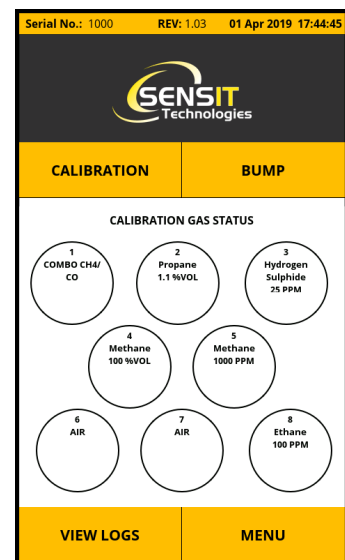 Serial No.: 1000 REV: 1.03 01 Apr 2019 17:44:45
SENSIT
Technologies
CALIBRATION BUMP
CALIBRATION GAS STATUS
1
COMBO CH4/
CO
2
Propane
1.1 %VOL
3
Hydrogen
Sulphide
25 PPM
4
Methane
100 %VOL
5
Methane
1000 PPM
6
AIR
7
AIR
8
Ethane
100 PPM
VIEW LOGS MENU